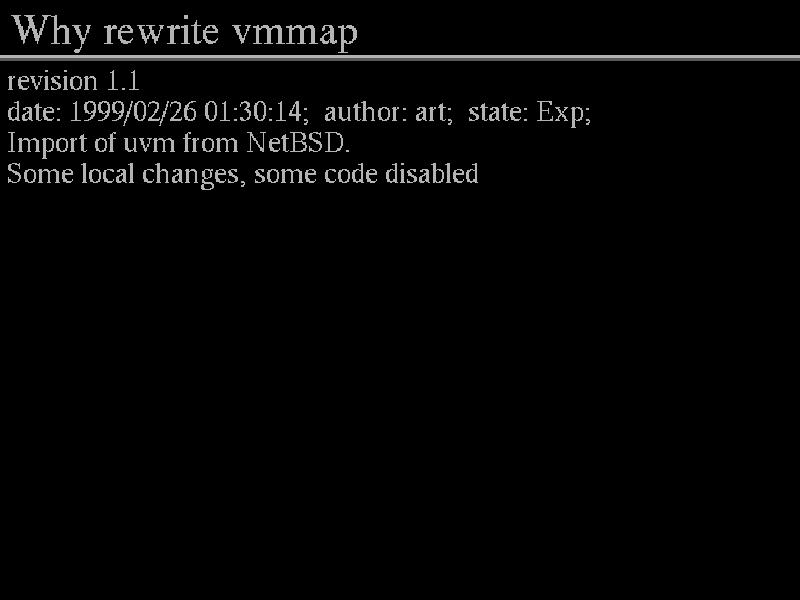 Why rewrite vmmap
revision 1.1
date: 1999/02/26 01:30:14;  author: art;  state: Exp;
Import of uvm from NetBSD.
Some local changes, some code disabled